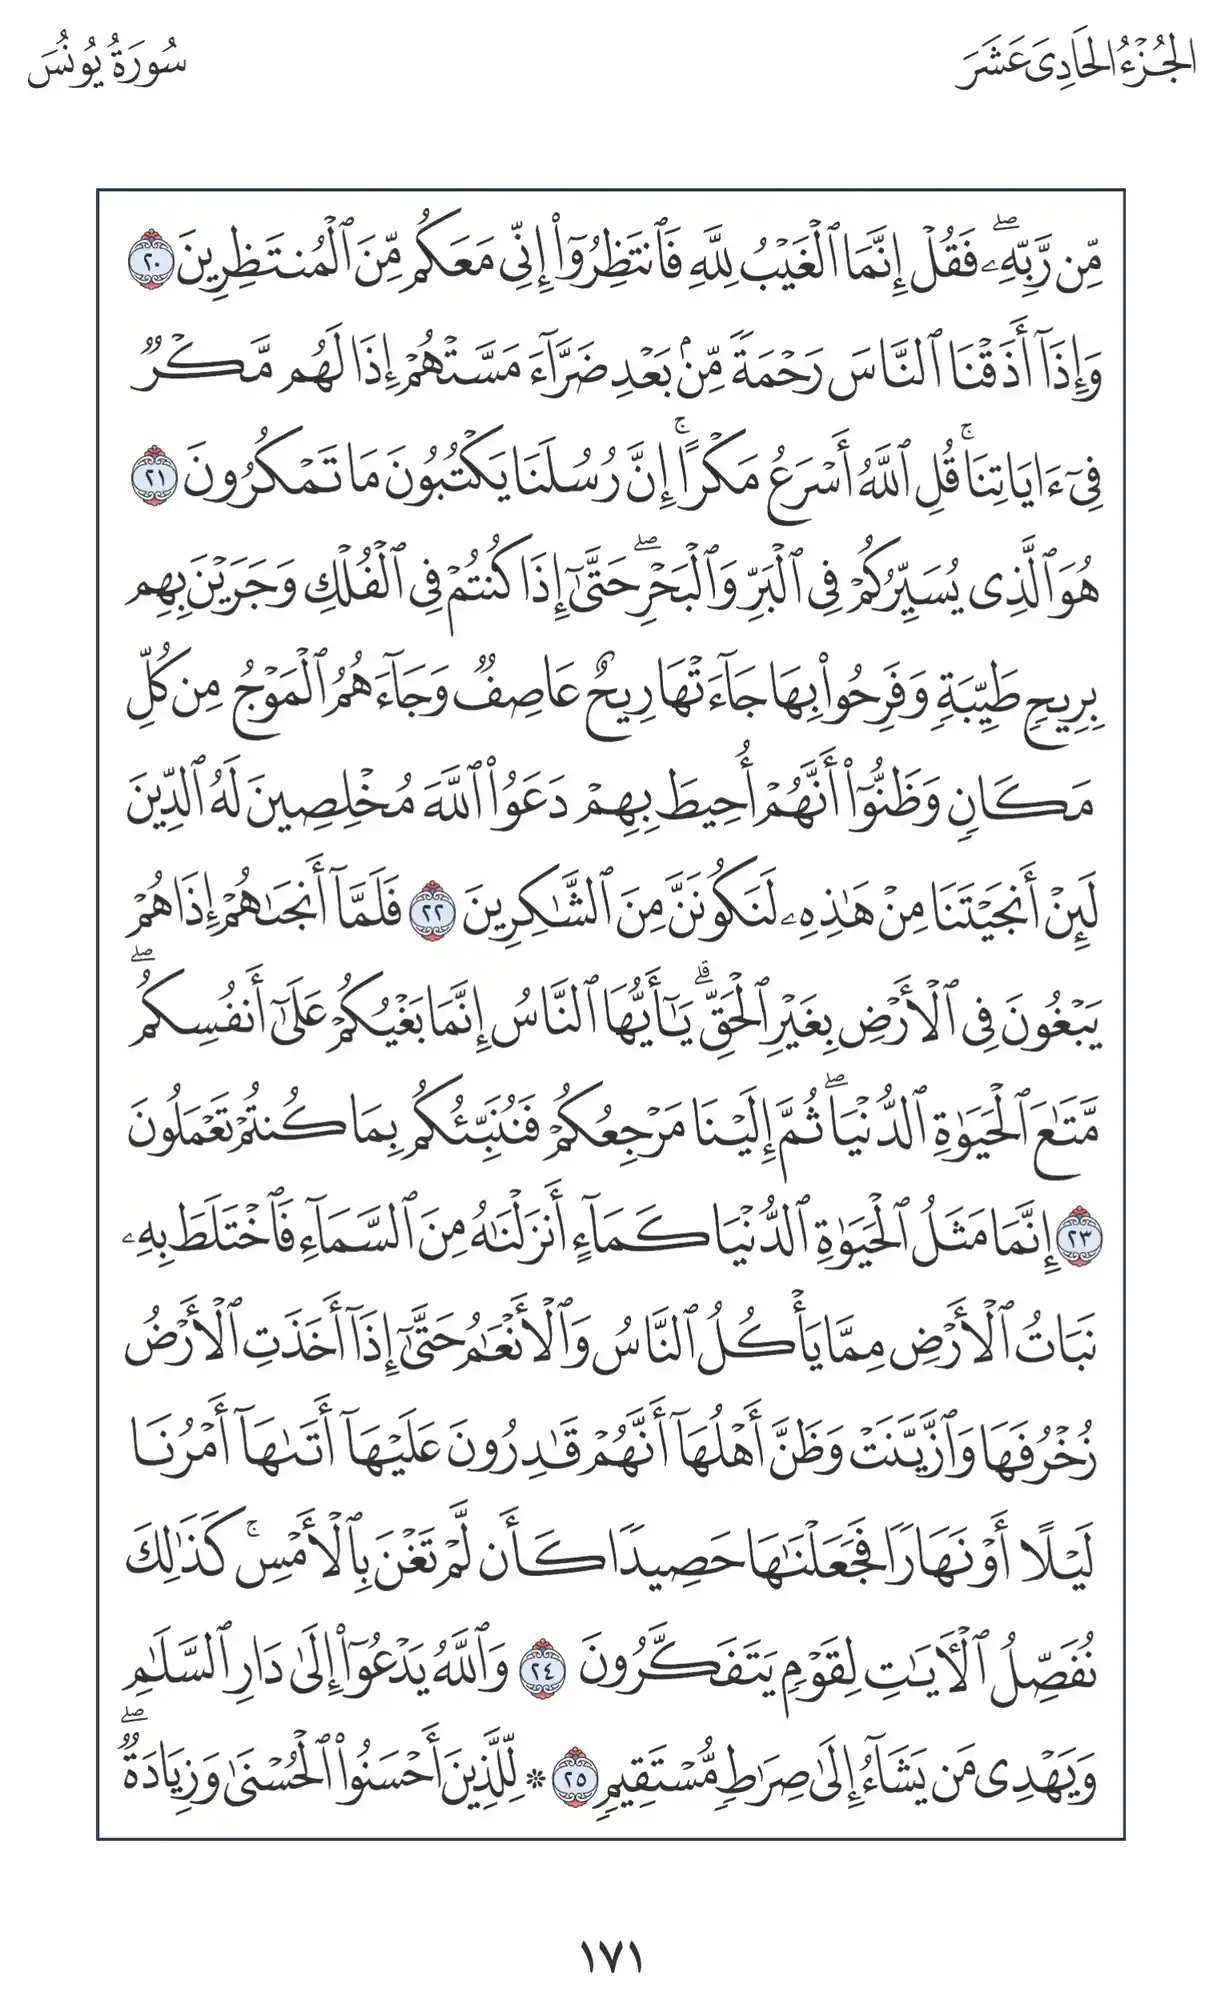 الجُزْءُ الحَادِىَ عَشَرَ
سُورَةُ يُونُسَ
مِّن رَّبِّهِۦۖ فَقُلْ إِنَّمَا ٱلْغَيْبُ لِلَّهِ فَٱنتَظِرُوٓا۟ إِنِّى مَعَكُم مِّنَ ٱلْمُنتَظِرِينَ ٢٠
وَإِذَآ أَذَقْنَا ٱلنَّاسَ رَحْمَةً مِّنۢ بَعْدِ ضَرَّآءَ مَسَّتْهُمْ إِذَا لَهُم مَّكْرٌ
فِىٓ ءَايَاتِنَاۚ قُلِ ٱللَّهُ أَسْرَعُ مَكْرًاۚ إِنَّ رُسُلَنَا يَكْتُبُونَ مَا تَمْكُرُونَ ٢١
هُوَ ٱلَّذِى يُسَيِّرُكُمْ فِى ٱلْبَرِّ وَٱلْبَحْرِۖ حَتَّىٰٓ إِذَا كُنتُمْ فِى ٱلْفُلْكِ وَجَرَيْنَ بِهِم
بِرِيحٍ طَيِّبَةٍ وَفَرِحُوا۟ بِهَا جَآءَتْهَا رِيحٌ عَاصِفٌ وَجَآءَهُمُ ٱلْمَوْجُ مِن كُلِّ
مَكَانٍ وَظَنُّوٓا۟ أَنَّهُمْ أُحِيطَ بِهِمْ دَعَوُا۟ ٱللَّهَ مُخْلِصِينَ لَهُ ٱلدِّينَ
لَئِنْ أَنجَيْتَنَا مِنْ هَٰذِهِۦ لَنَكُونَنَّ مِنَ ٱلشَّٰكِرِينَ ٢٢ فَلَمَّآ أَنجَىٰهُمْ إِذَا هُمْ
يَبْغُونَ فِى ٱلْأَرْضِ بِغَيْرِ ٱلْحَقِّۗ يَٰٓأَيُّهَا ٱلنَّاسُ إِنَّمَا بَغْيُكُمْ عَلَىٰٓ أَنفُسِكُمۖ
مَّتَٰعَ ٱلْحَيَوٰةِ ٱلدُّنْيَاۖ ثُمَّ إِلَيْنَا مَرْجِعُكُمْ فَنُنَبِّئُكُم بِمَا كُنتُمْ تَعْمَلُونَ
٢٣ إِنَّمَا مَثَلُ ٱلْحَيَوٰةِ ٱلدُّنْيَا كَمَآءٍ أَنزَلْنَٰهُ مِنَ ٱلسَّمَآءِ فَٱخْتَلَطَ بِهِۦ
نَبَاتُ ٱلْأَرْضِ مِمَّا يَأْكُلُ ٱلنَّاسُ وَٱلْأَنْعَٰمُ حَتَّىٰٓ إِذَآ أَخَذَتِ ٱلْأَرْضُ
زُخْرُفَهَا وَٱزَّيَّنَتْ وَظَنَّ أَهْلُهَآ أَنَّهُمْ قَٰدِرُونَ عَلَيْهَآ أَتَىٰهَآ أَمْرُنَا
لَيْلًا أَوْ نَهَارًا فَجَعَلْنَٰهَا حَصِيدًا كَأَن لَّمْ تَغْنَ بِٱلْأَمْسِۚ كَذَٰلِكَ
نُفَصِّلُ ٱلْءَايَٰتِ لِقَوْمٍ يَتَفَكَّرُونَ ٢٤ وَٱللَّهُ يَدْعُوٓا۟ إِلَىٰ دَارِ ٱلسَّلَٰمِ
وَيَهْدِى مَن يَشَآءُ إِلَىٰ صِرَٰطٍ مُّسْتَقِيمٍ ٢٥ * لِّلَّذِينَ أَحْسَنُوا۟ ٱلْحُسْنَىٰ وَزِيَادَةٌۖ
١٧١